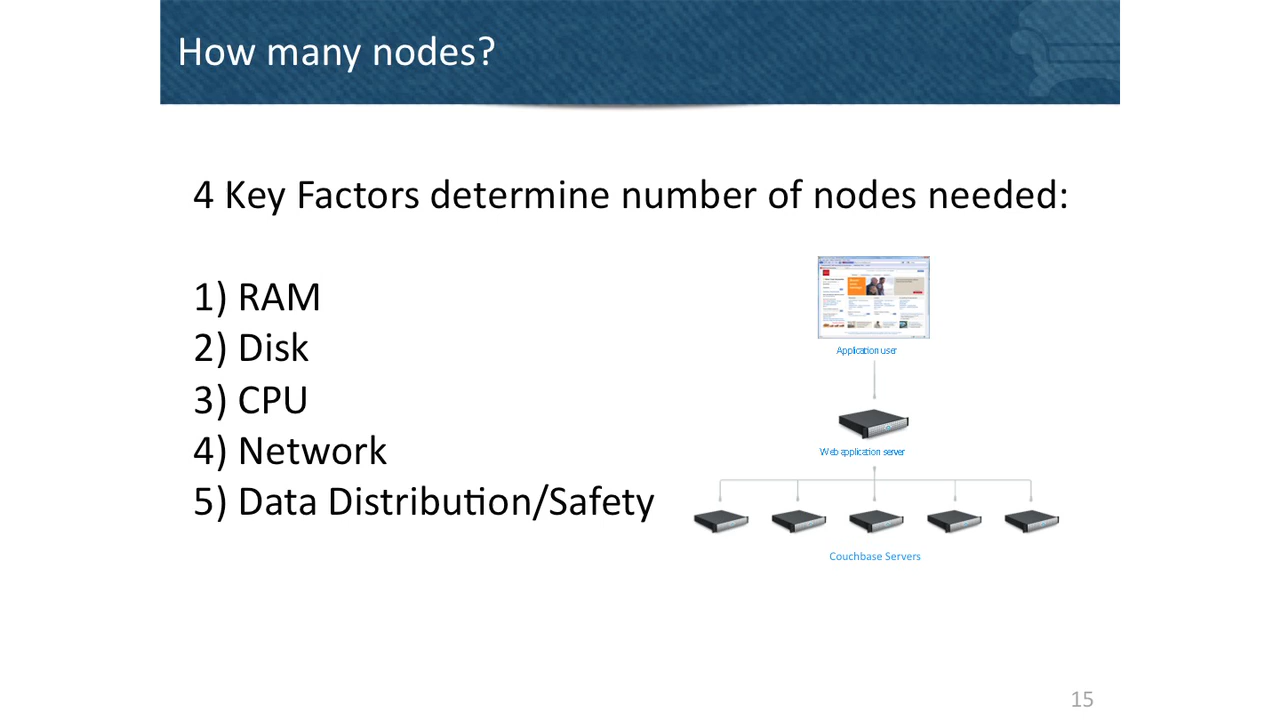 How many nodes?
4 Key Factors determine number of nodes needed:
1) RAM
2) Disk
3) CPU
4) Network
5) Data Distribution/Safety
Application user
Web application server
Couchbase Servers
15